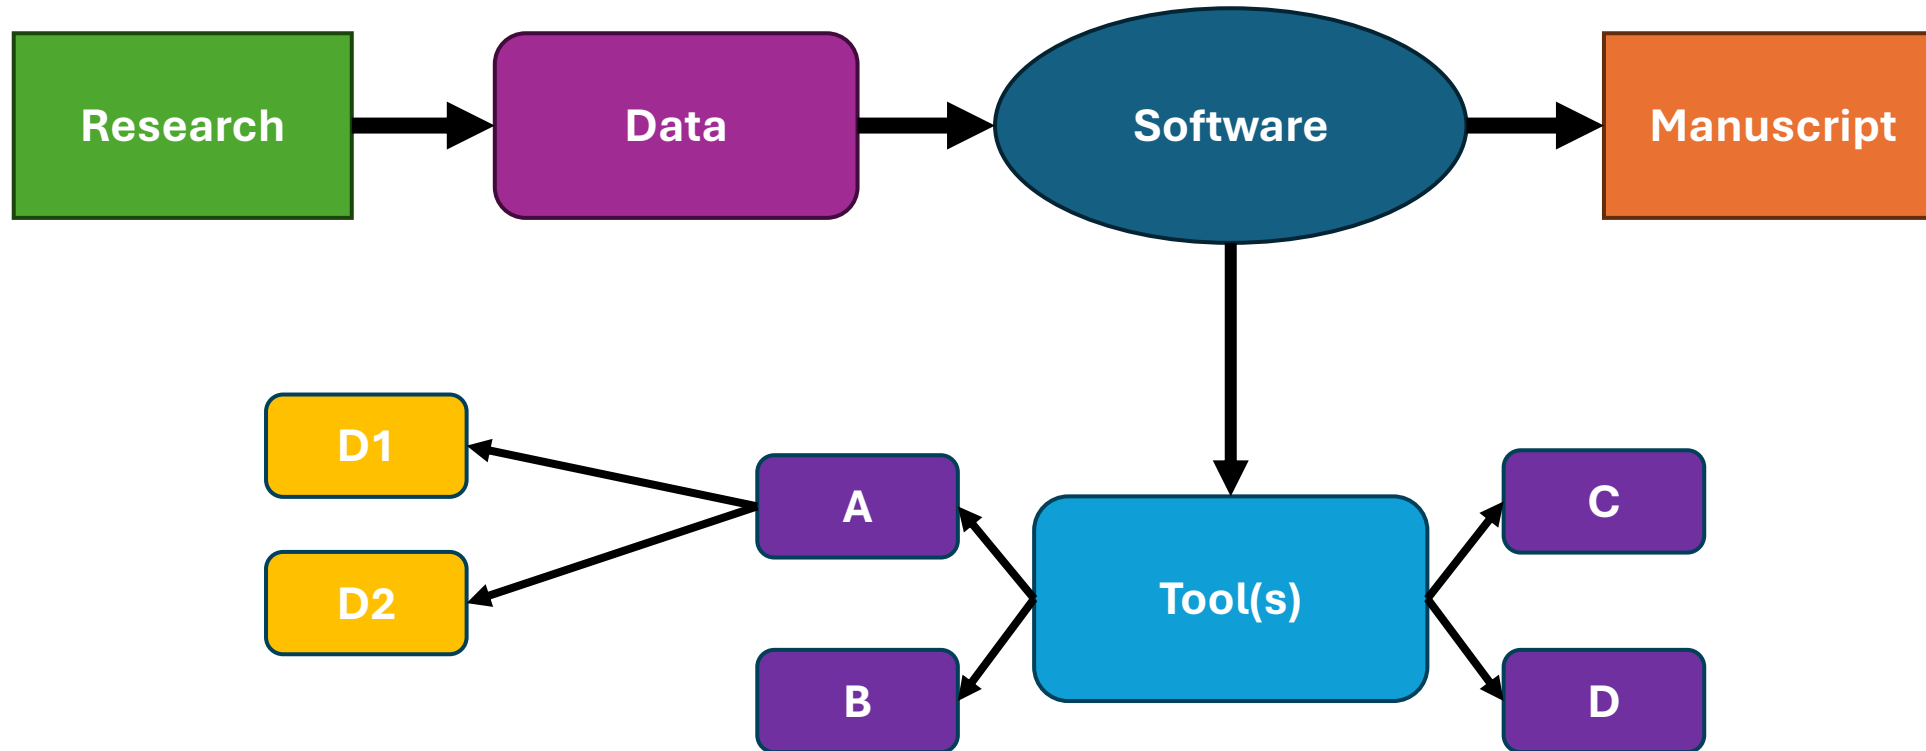 Research
Data
Software
Manuscript
D1
D2
A
B
Tool(s)
C
D